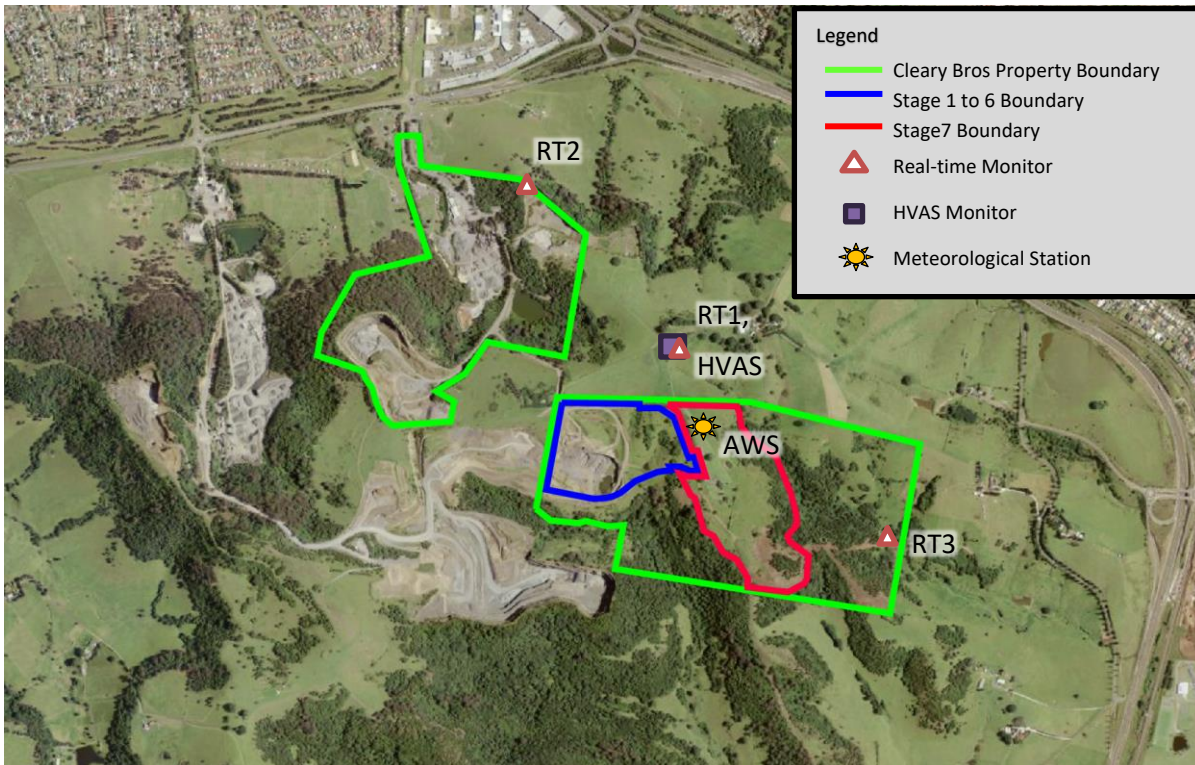 Legend
Cleary Bros Property Boundary
Stage 1 to 6 Boundary
Stage7 Boundary
Real-time Monitor
HVAS Monitor
Meteorological Station
RT2
RT1,
HVAS
AWS
RT3